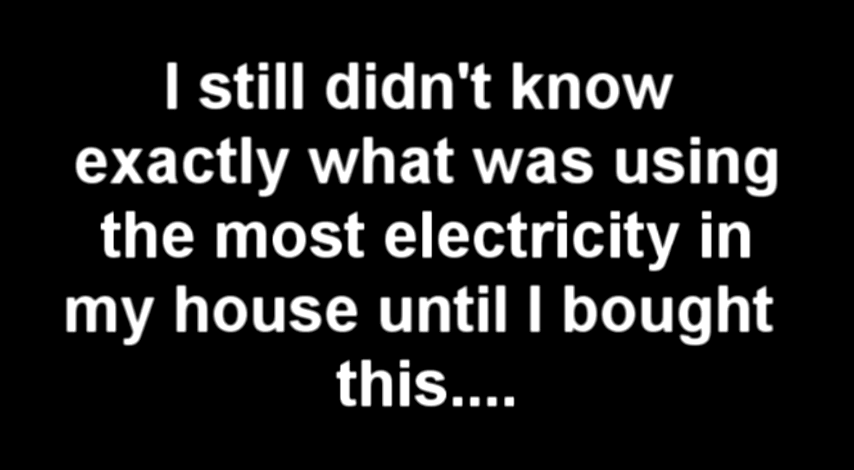 I still didn't know
exactly what was using
the most electricity in
my house until I bought
this....